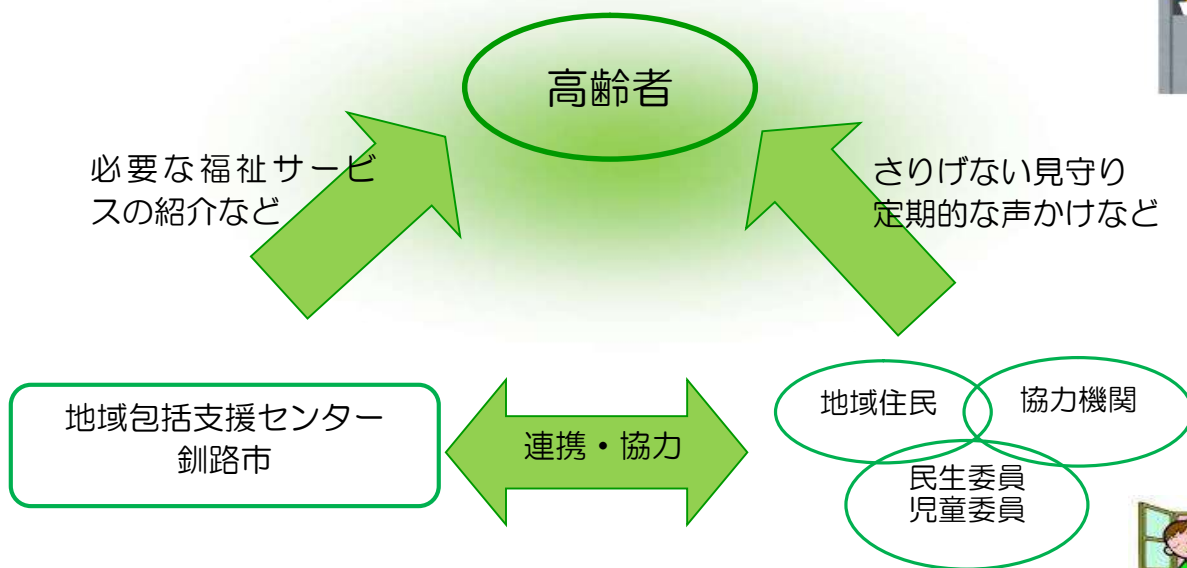 高齢者
必要な福祉サービ
スの紹介など
さりげない見守り
定期的な声かけなど
地域包括支援センター
釧路市
連携・協力
地域住民
協力機関
民生委員
児童委員